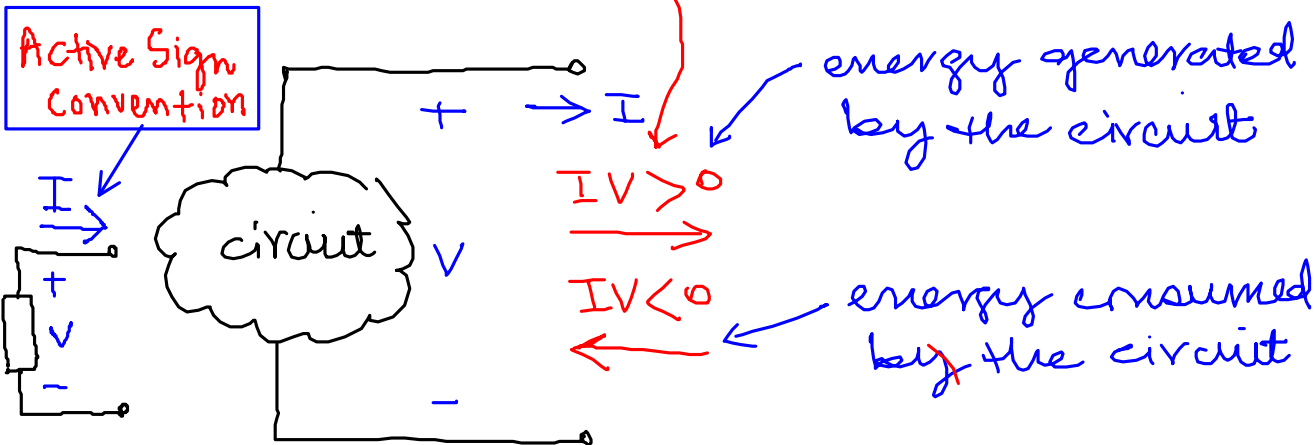 Active Sign
Convention
I
+
V
-
circuit
+
I
V
-
IV>0
IV<0
energy generated
by the circuit
energy consumed
by the circuit